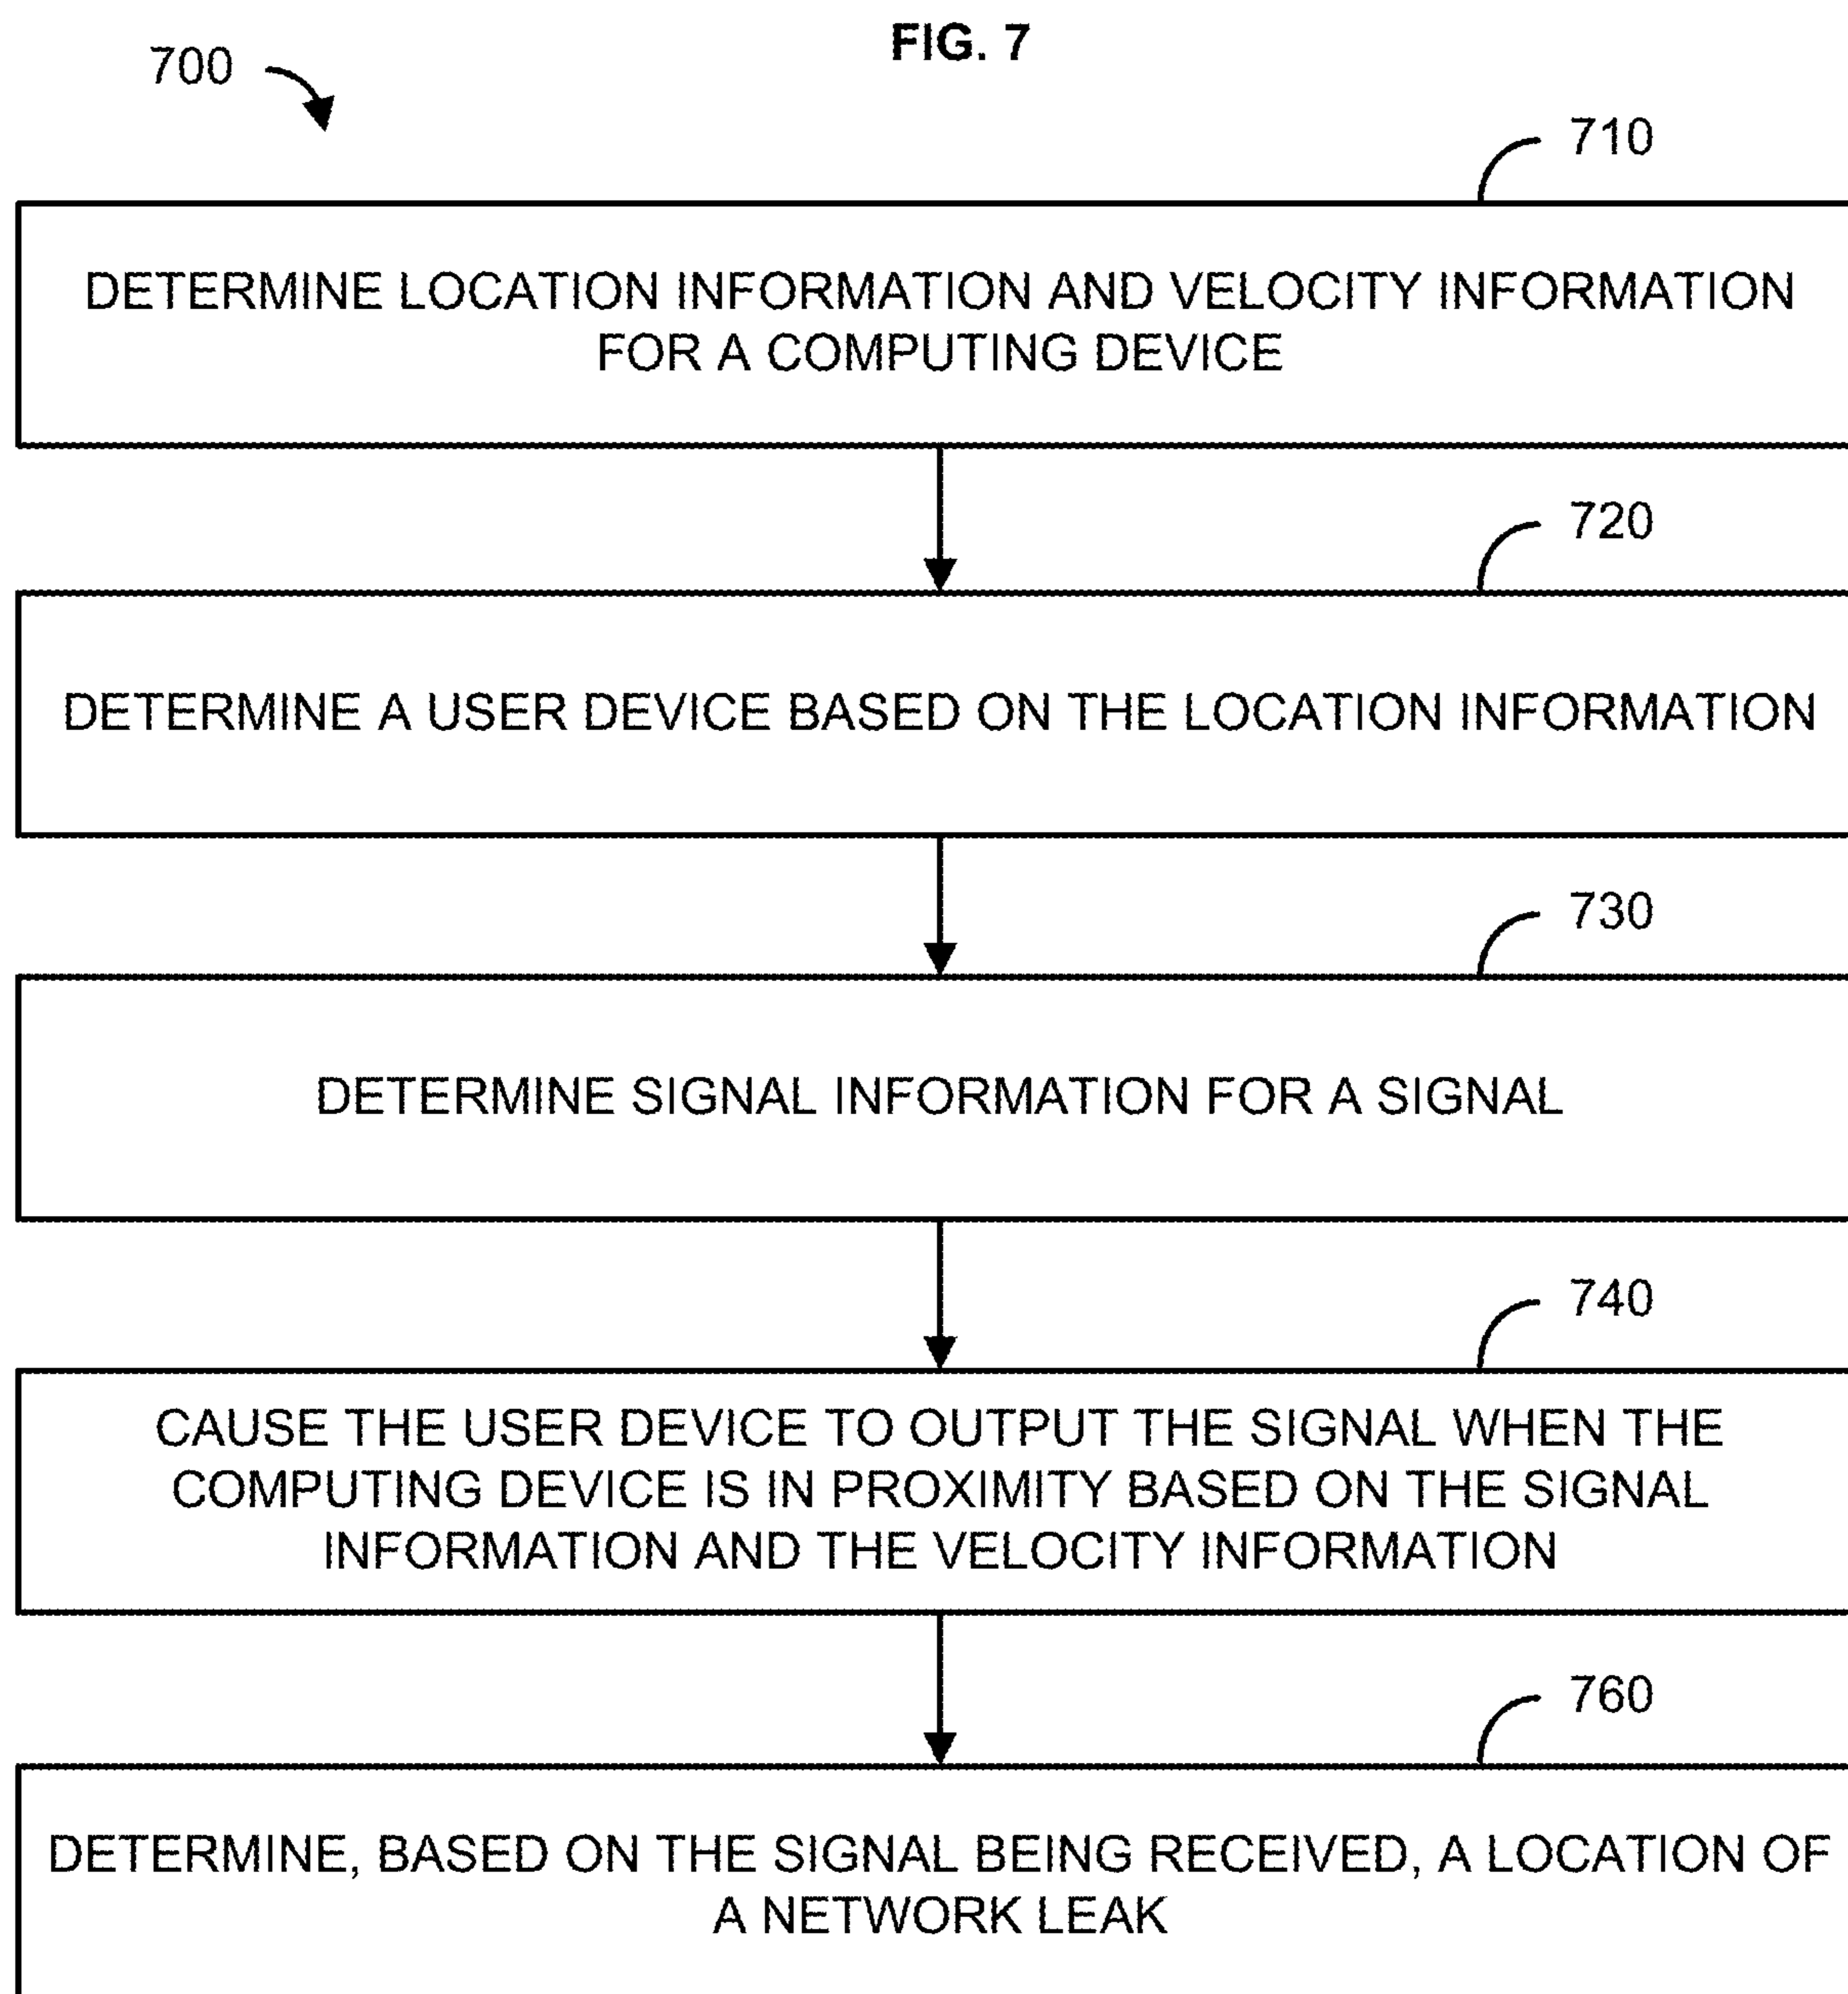 FIG. 7
700
710
DETERMINE LOCATION INFORMATION AND VELOCITY INFORMATION
FOR A COMPUTING DEVICE
720
DETERMINE A USER DEVICE BASED ON THE LOCATION INFORMATION
730
DETERMINE SIGNAL INFORMATION FOR A SIGNAL
740
CAUSE THE USER DEVICE TO OUTPUT THE SIGNAL WHEN THE
COMPUTING DEVICE IS IN PROXIMITY BASED ON THE SIGNAL
INFORMATION AND THE VELOCITY INFORMATION
760
DETERMINE, BASED ON THE SIGNAL BEING RECEIVED, A LOCATION OF
A NETWORK LEAK